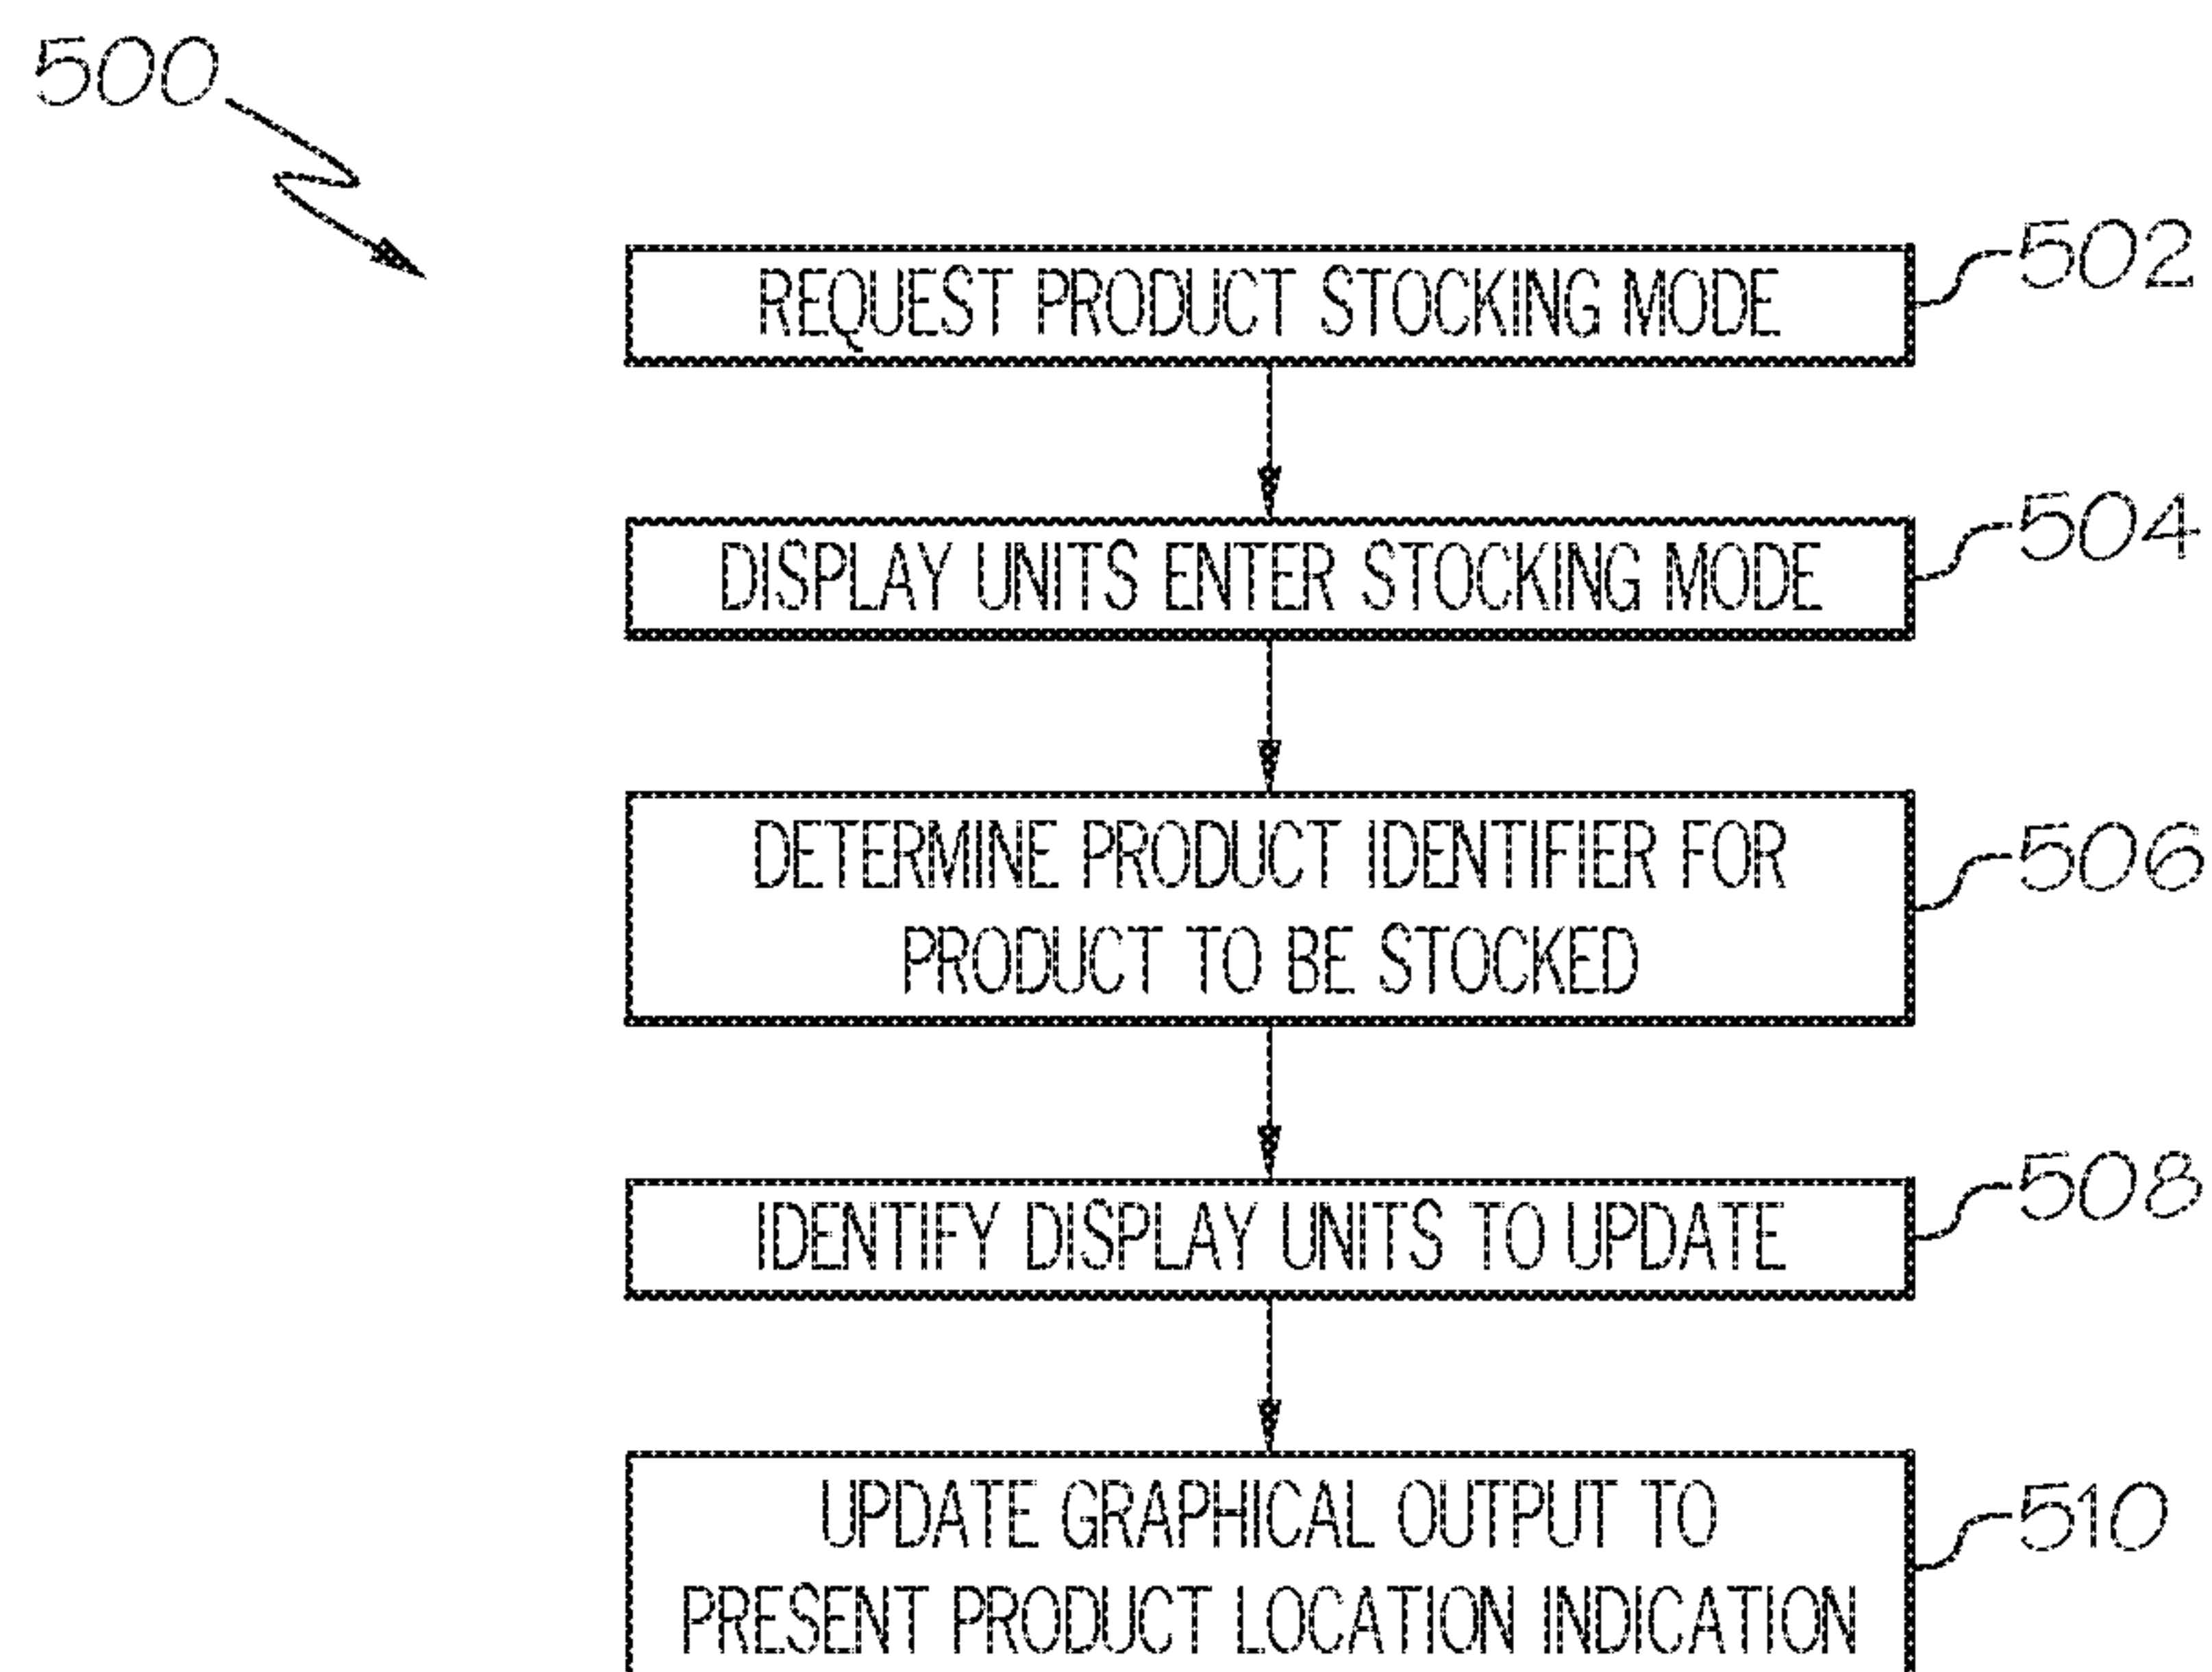 500
REQUEST PRODUCT STOCKING MODE
502
DISPLAY UNITS ENTER STOCKING MODE
504
DETERMINE PRODUCT IDENTIFIER FOR
PRODUCT TO BE STOCKED
506
IDENTIFY DISPLAY UNITS TO UPDATE
508
UPDATE GRAPHICAL OUTPUT TO
PRESENT PRODUCT LOCATION INDICATION
510